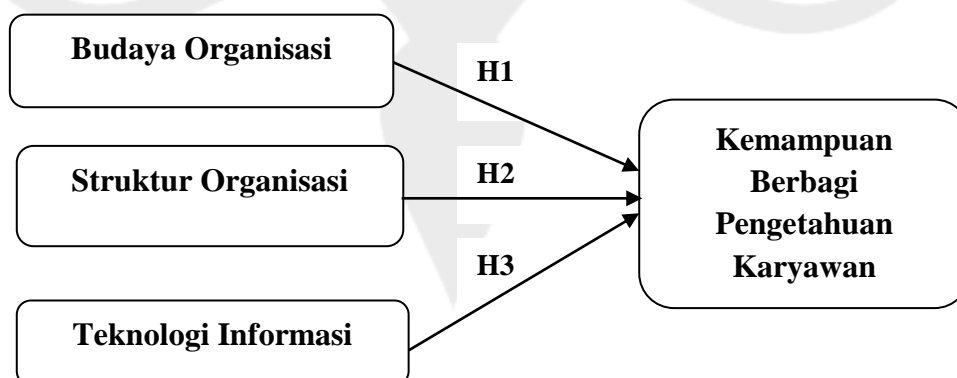 Budaya Organisasi
H1
Struktur Organisasi
H2
Teknologi Informasi
H3
Kemampuan
Berbagi
Pengetahuan
Karyawan